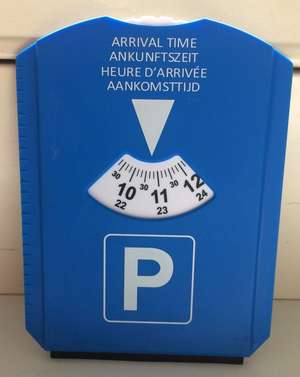 ARRIVAL TIME
ANKUNFTSZEIT
HEURE D'ARRIVÉE
AANKOMSTTIJD
30 10 30 11 30 12
22 23 24
P